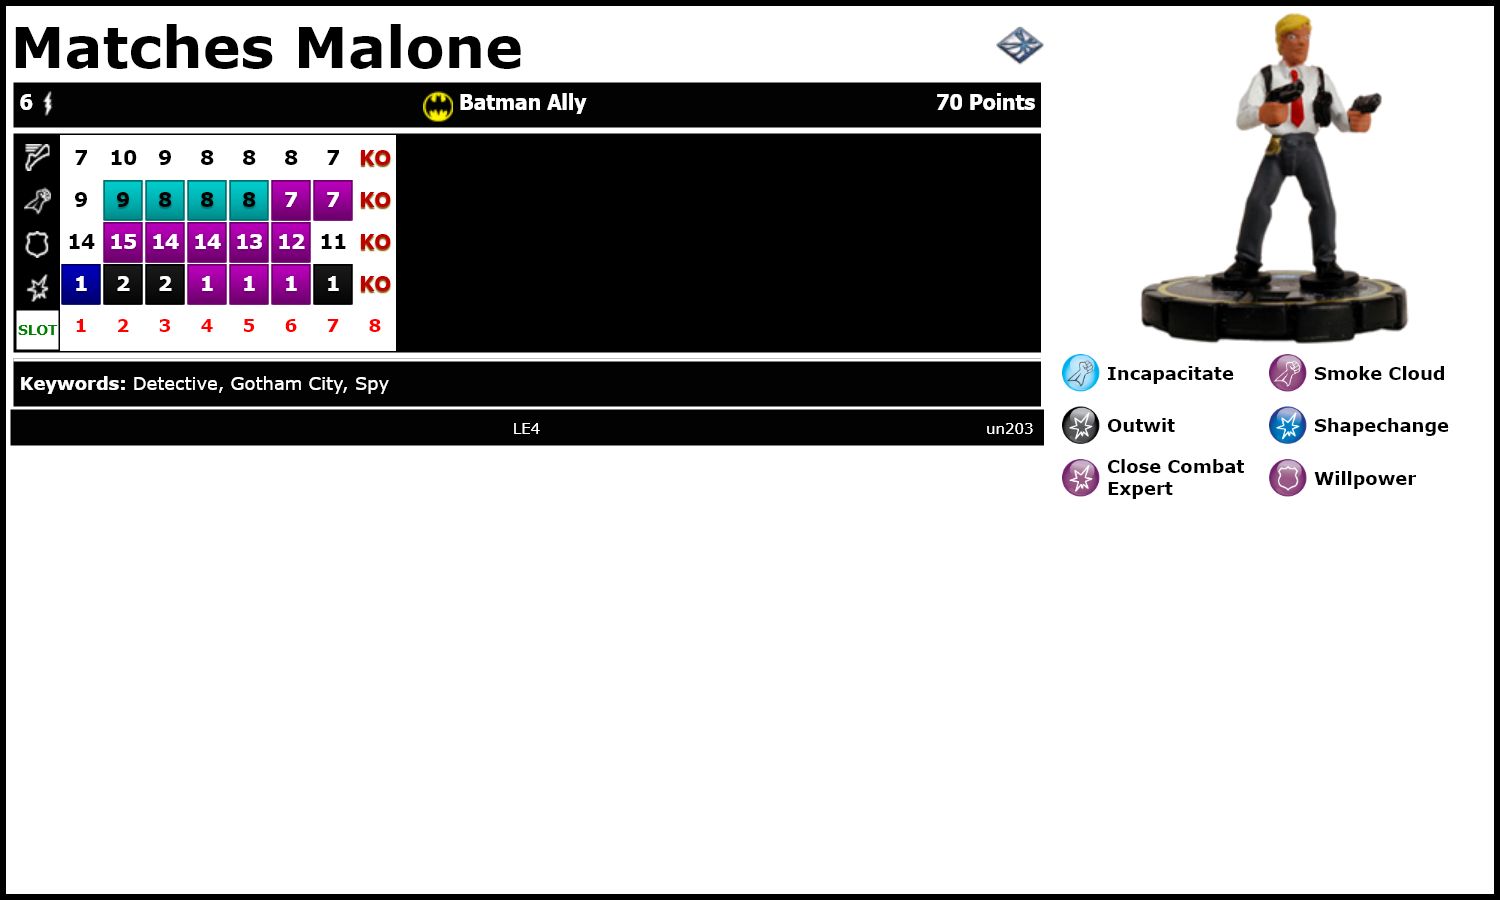 Matches Malone
6 Batman Ally 70 Points
7 10 9 8 8 8 7 KO
9 9 8 8 8 7 7 KO
14 15 14 14 13 12 11 KO
1 2 2 1 1 1 1 KO
SLOT 1 2 3 4 5 6 7 8
Keywords: Detective, Gotham City, Spy
LE4 un203
Incapacitate Smoke Cloud
Outwit Shapechange
Close Combat
Expert
Willpower